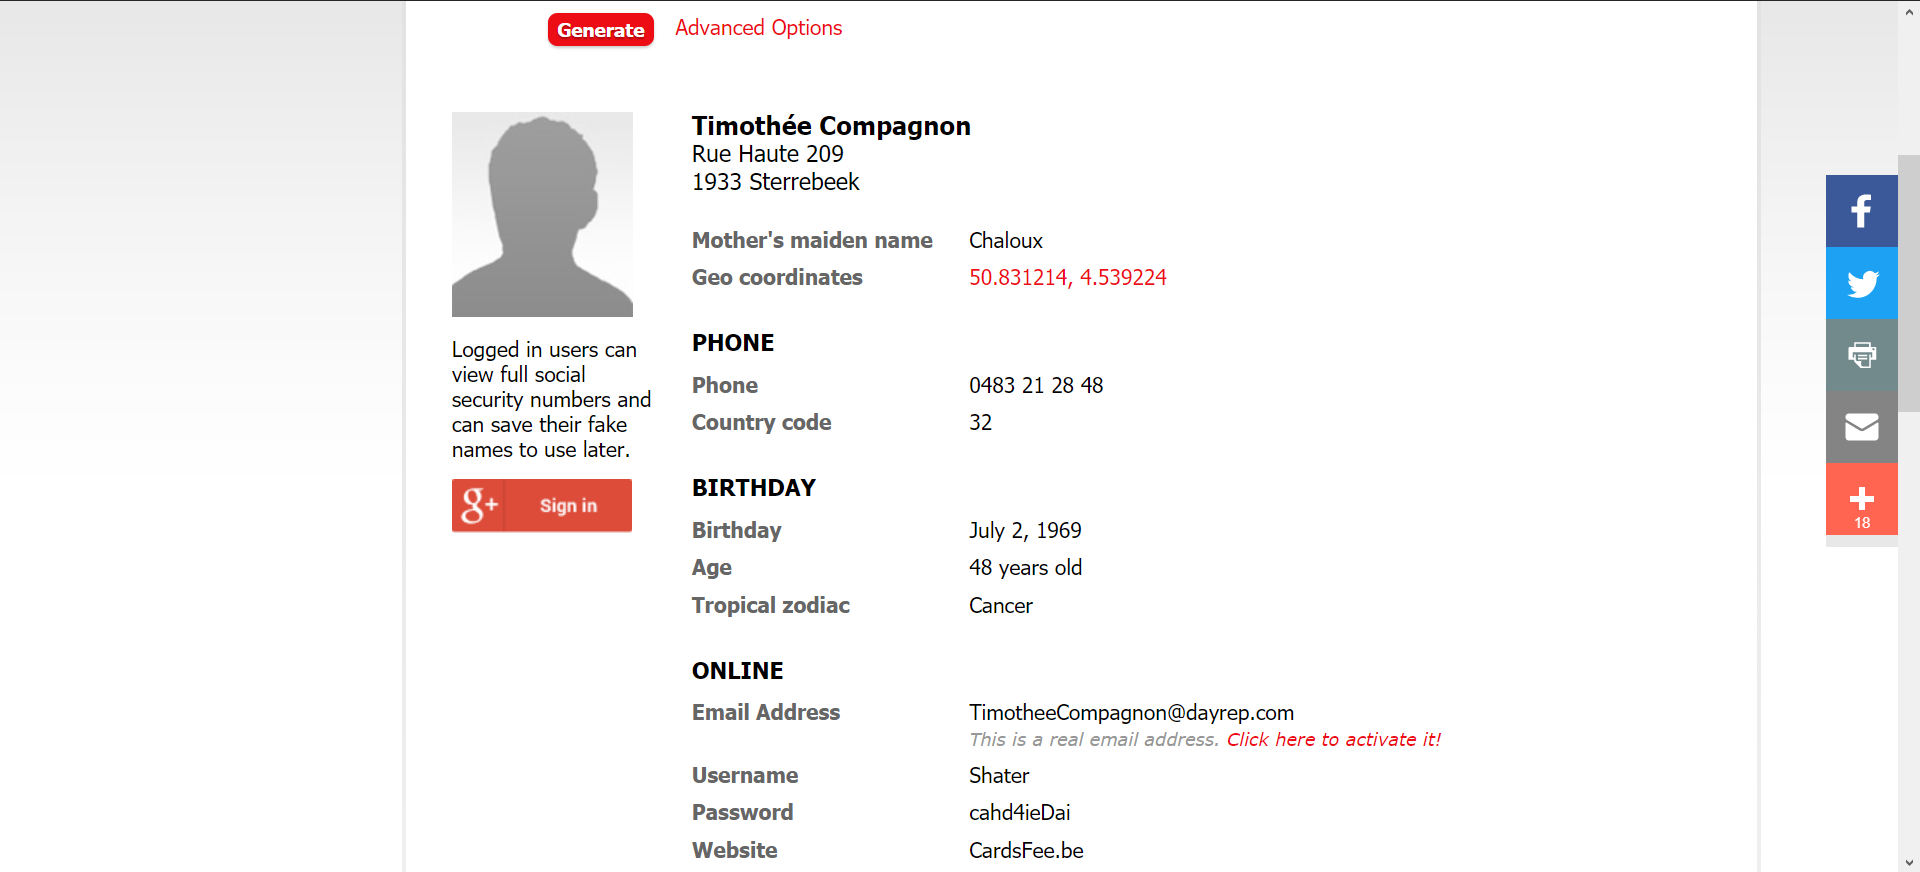 Generate Advanced Options
Timothée Compagnon
Rue Haute 209
1933 Sterrebeek
Mother's maiden name Chaloux
Geo coordinates 50.831214, 4.539224
Logged in users can
view full social
security numbers and
can save their fake
names to use later.
g+ Sign in
PHONE
Phone 0483 21 28 48
Country code 32
BIRTHDAY
Birthday July 2, 1969
Age 48 years old
Tropical zodiac Cancer
ONLINE
Email Address TimotheeCompagnon@dayrep.com
This is a real email address. Click here to activate it!
Username Shater
Password cahd4ieDai
Website CardsFee.be
18